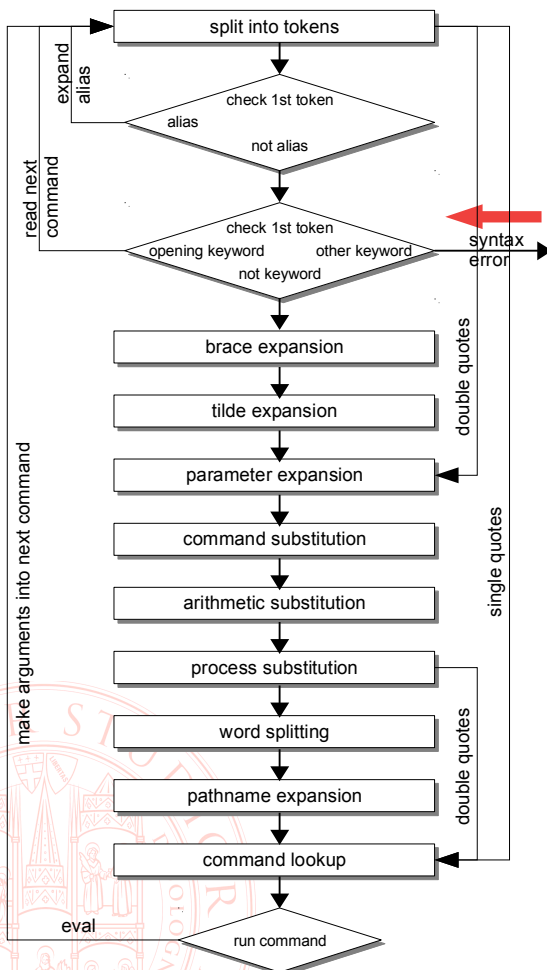 split into tokens
expand
alias
check 1st token
alias
not alias
read next
command
check 1st token
opening keyword
other keyword
not keyword
syntax
error
brace expansion
tilde expansion
double quotes
parameter expansion
command substitution
single quotes
arithmetic substitution
make arguments into next command
process substitution
word splitting
double quotes
pathname expansion
command lookup
eval
run command